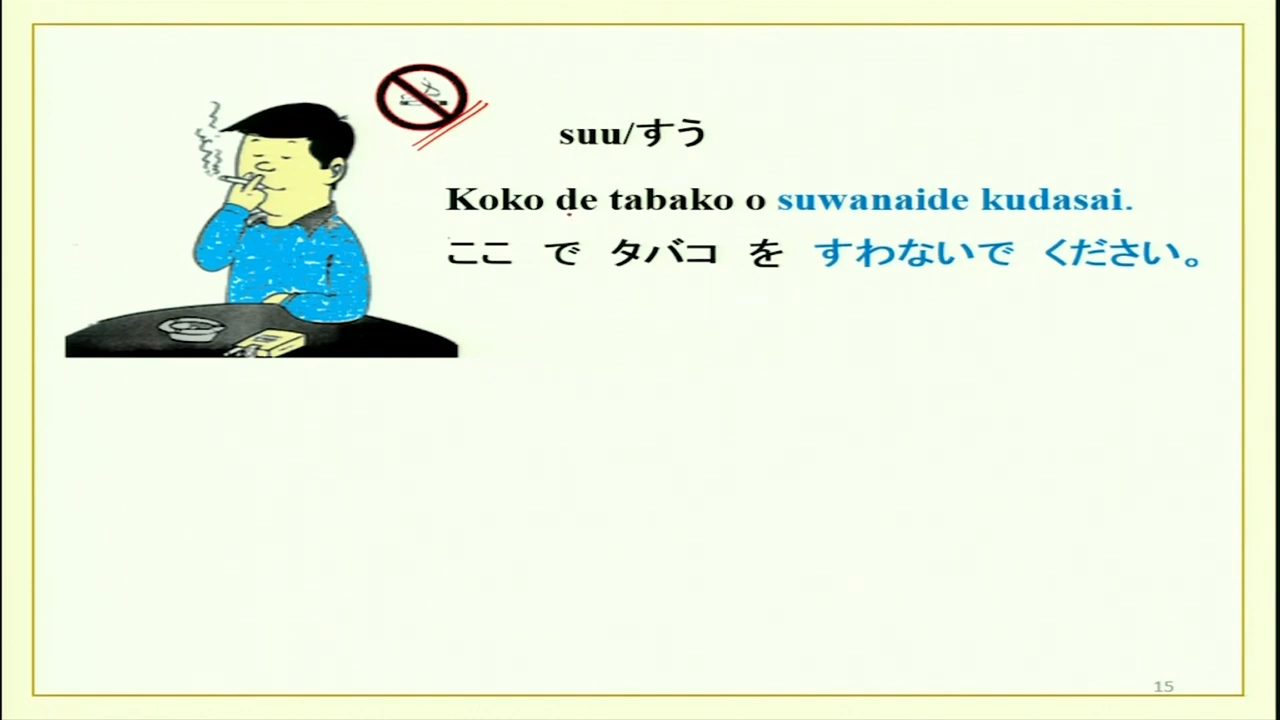 suu/すう
Koko de tabako o suwanaide kudasai.
ここ で タバコ を すわないで ください。
15